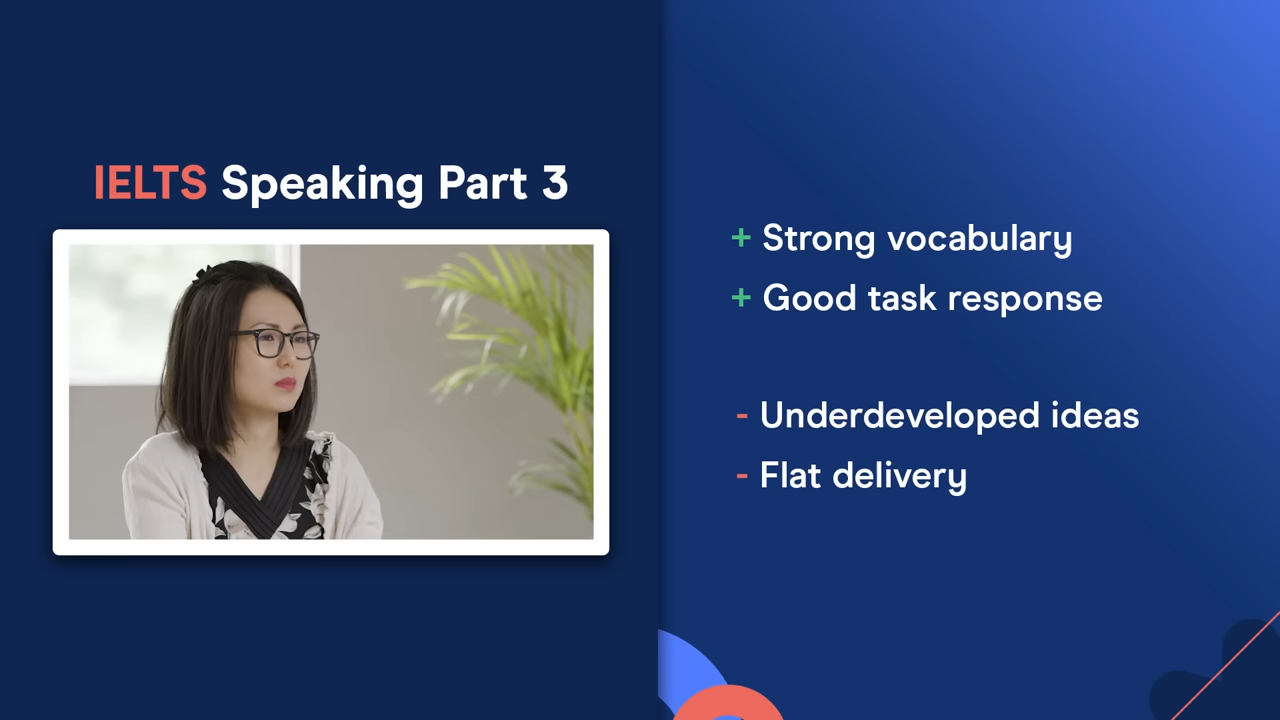 IELTS Speaking Part 3
+ Strong vocabulary
+ Good task response
- Underdeveloped ideas
- Flat delivery